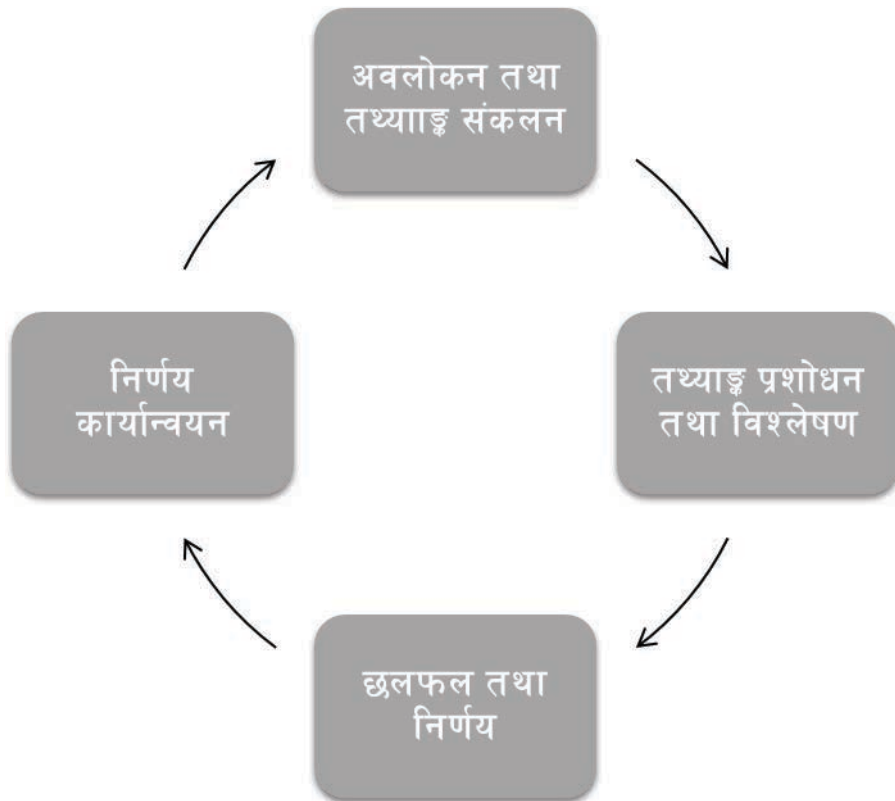 अवलोकन तथा
तथ्यााङ्क संकलन
तथ्याङ्क प्रशोधन
तथा विश्लेषण
छलफल तथा
निर्णय
निर्णय
कार्यान्वयन